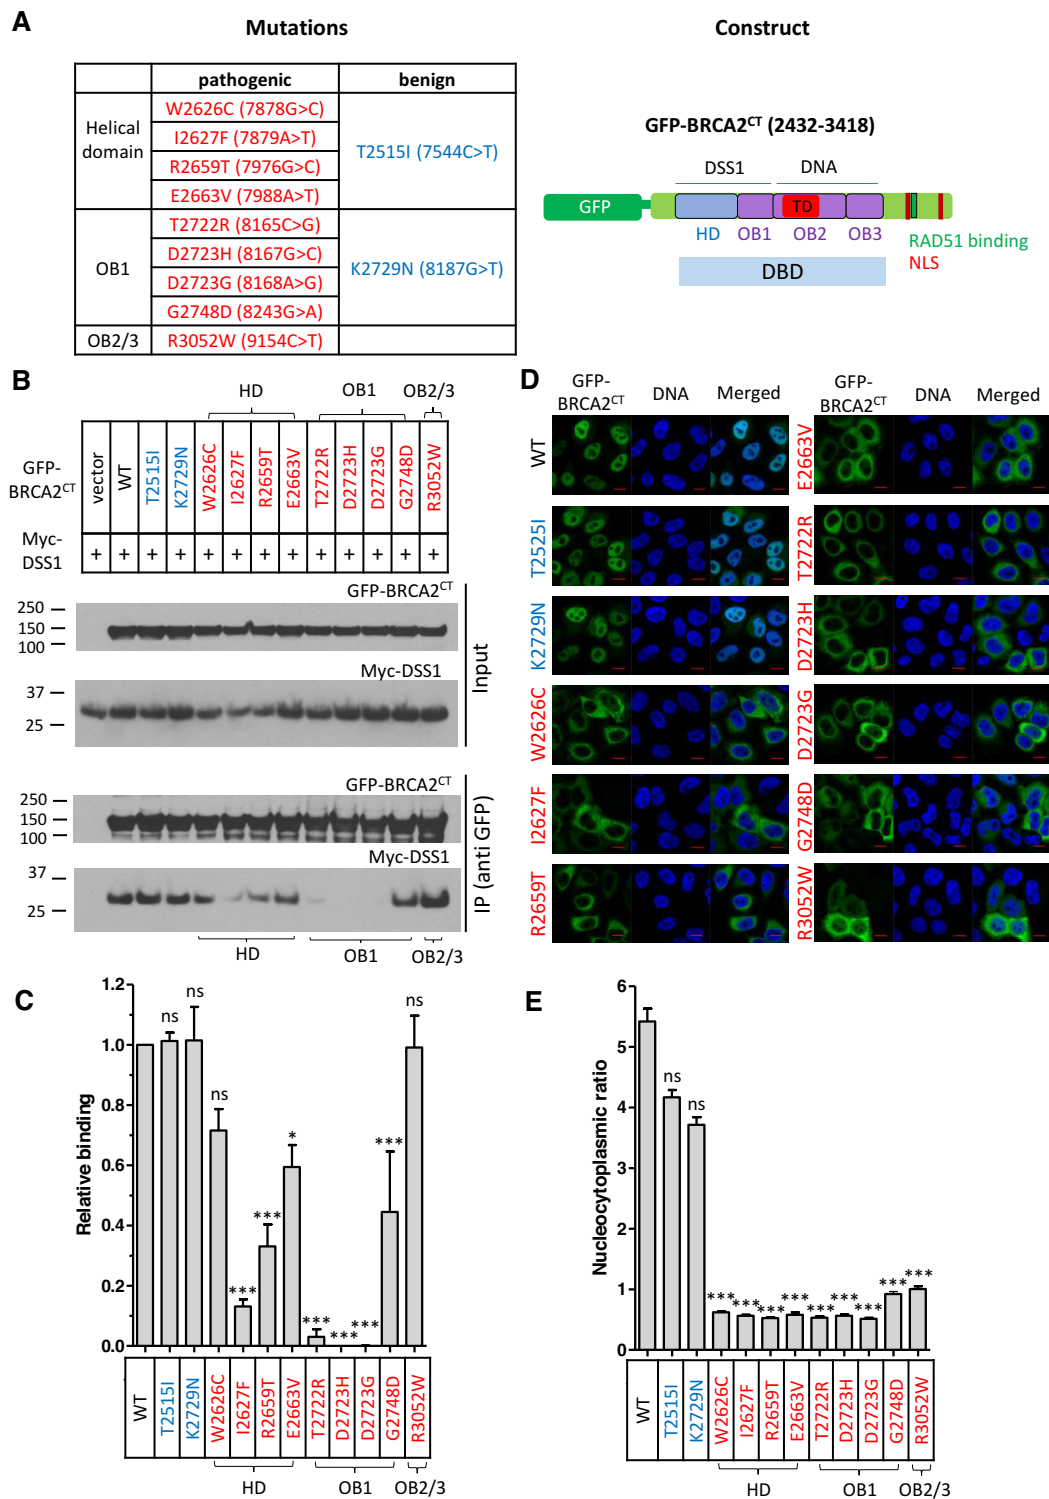 A
Mutations
Construct
pathogenic
benign
Helical domain
W2626C (7878G>C)
I2627F (7879A>T)
R2659T (7976G>C)
E2663V (7988A>T)
T2515I (7544C>T)
OB1
T2722R (8165C>G)
D2723H (8167G>C)
D2723G (8168A>G)
G2748D (8243G>A)
K2729N (8187G>T)
OB2/3
R3052W (9154C>T)
GFP-BRCA2CT (2432-3418)
DSS1
DNA
GFP
TD
HD
OB1
OB2
OB3
RAD51 binding
NLS
DBD
B
HD
OB1
OB2/3
GFP-BRCA2CT
vector
WT
T2515I
K2729N
W2626C
I2627F
R2659T
E2663V
T2722R
D2723H
D2723G
G2748D
R3052W
Myc-DSS1
+ + + + + + + + + + + + +
GFP-BRCA2CT
250
150
100
Myc-DSS1
37
25
Input
GFP-BRCA2CT
250
150
100
Myc-DSS1
37
25
IP (anti GFP)
HD
OB1
OB2/3
C
Relative binding
1.2
1.0
0.8
0.6
0.4
0.2
0.0
ns
ns
ns
***
***
*
***
***
***
***
ns
WT
T2515I
K2729N
W2626C
I2627F
R2659T
E2663V
T2722R
D2723H
D2723G
G2748D
R3052W
HD
OB1
OB2/3
D
GFP-BRCA2CT
DNA
Merged
GFP-BRCA2CT
DNA
Merged
WT
T2525I
K2729N
W2626C
I2627F
R2659T
E2663V
T2722R
D2723H
D2723G
G2748D
R3052W
E
Nucleocytoplasmic ratio
6
5
4
3
2
1
0
ns
ns
***
***
***
***
***
***
***
***
***
WT
T2515I
K2729N
W2626C
I2627F
R2659T
E2663V
T2722R
D2723H
D2723G
G2748D
R3052W
HD
OB1
OB2/3